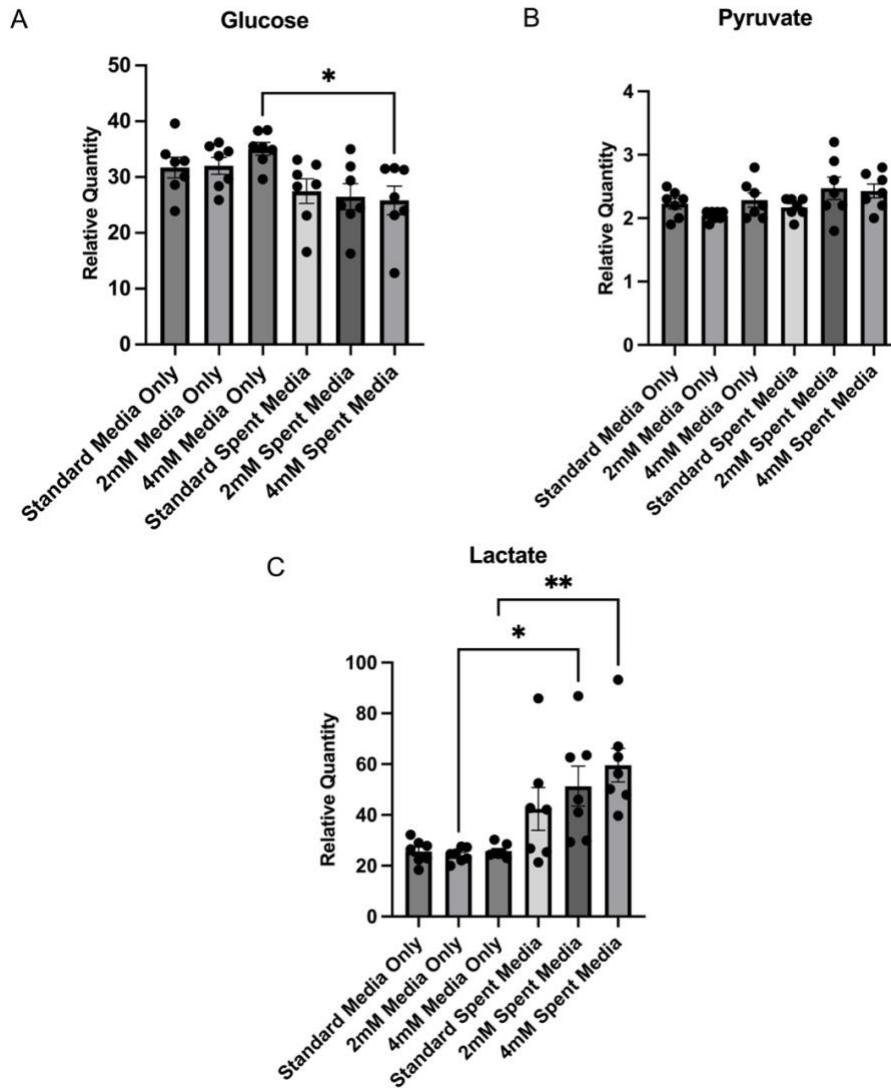 A
Glucose
*
50
40
30
20
10
0
Relative Quantity
Standard Media Only
2mM Media Only
4mM Media Only
Standard Spent Media
2mM Spent Media
4mM Spent Media
B
Pyruvate
4
3
2
1
0
Relative Quantity
Standard Media Only
2mM Media Only
4mM Media Only
Standard Spent Media
2mM Spent Media
4mM Spent Media
C
Lactate
**
*
100
80
60
40
20
0
Relative Quantity
Standard Media Only
2mM Media Only
4mM Media Only
Standard Spent Media
2mM Spent Media
4mM Spent Media